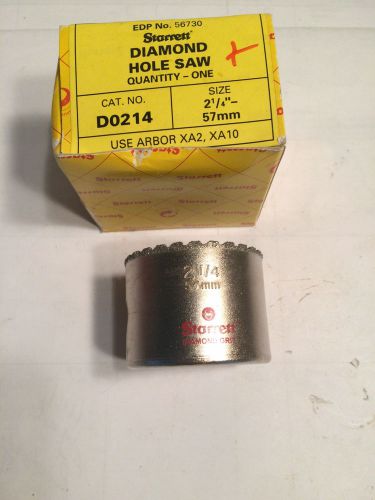 EDP No. 56730
Starrett
DIAMOND
HOLE SAW
QUANTITY – ONE
CAT. NO.
D0214
SIZE
2 1/4"–
57mm
USE ARBOR XA2, XA10
Starrett
2 1/4
mm
Starrett
DIAMOND GRIT